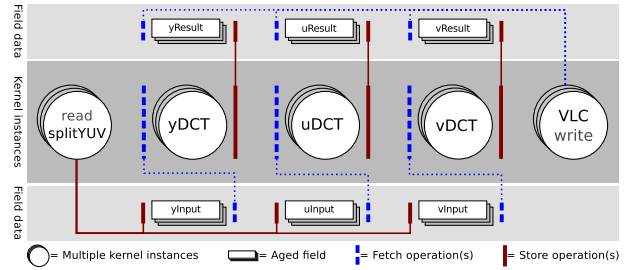 Field data
yResult
uResult
vResult
Kernel instances
read
splitYUV
yDCT
uDCT
vDCT
VLC
write
Field data
yInput
uInput
vInput
= Multiple kernel instances
= Aged field
= Fetch operation(s)
= Store operation(s)